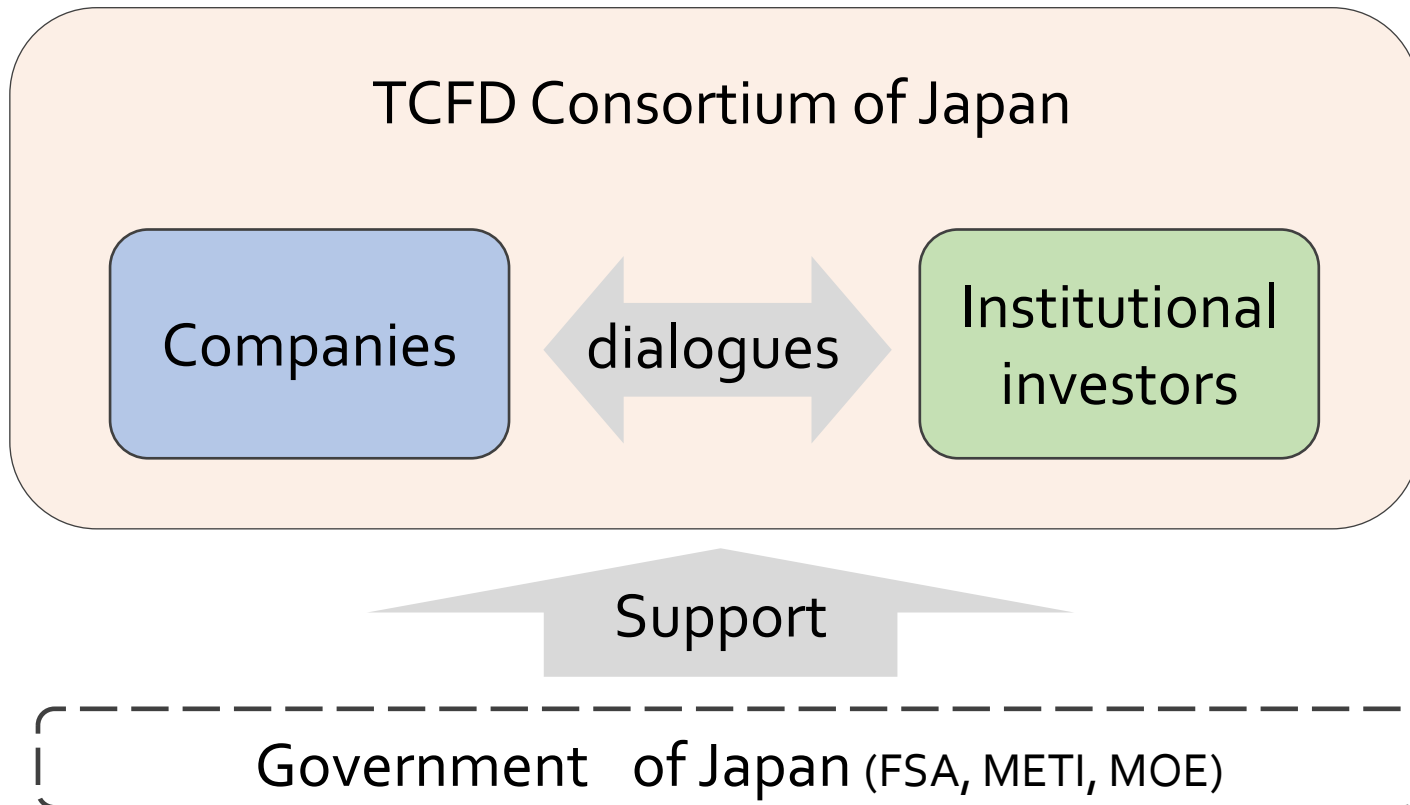 TCFD Consortium of Japan
Companies
dialogues
Institutional
investors
Support
Government of Japan (FSA, METI, MOE)